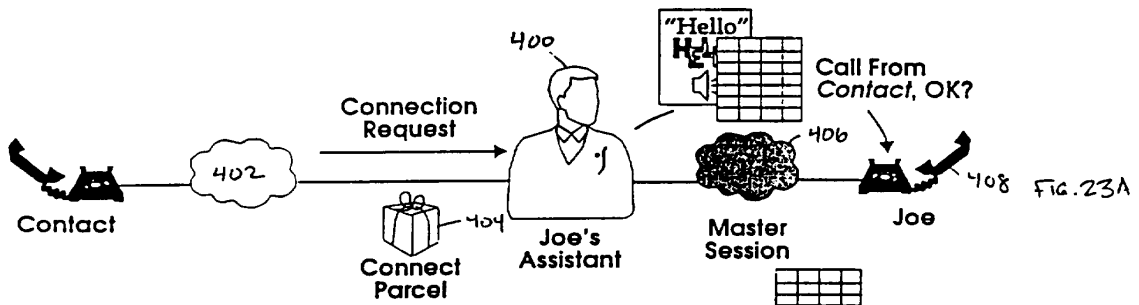 "Hello"
400
Call From
Contact, OK?
Connection
Request
406
402
408
FIG. 23A
Contact
404
Connect
Parcel
Joe's
Assistant
Master
Session
Joe